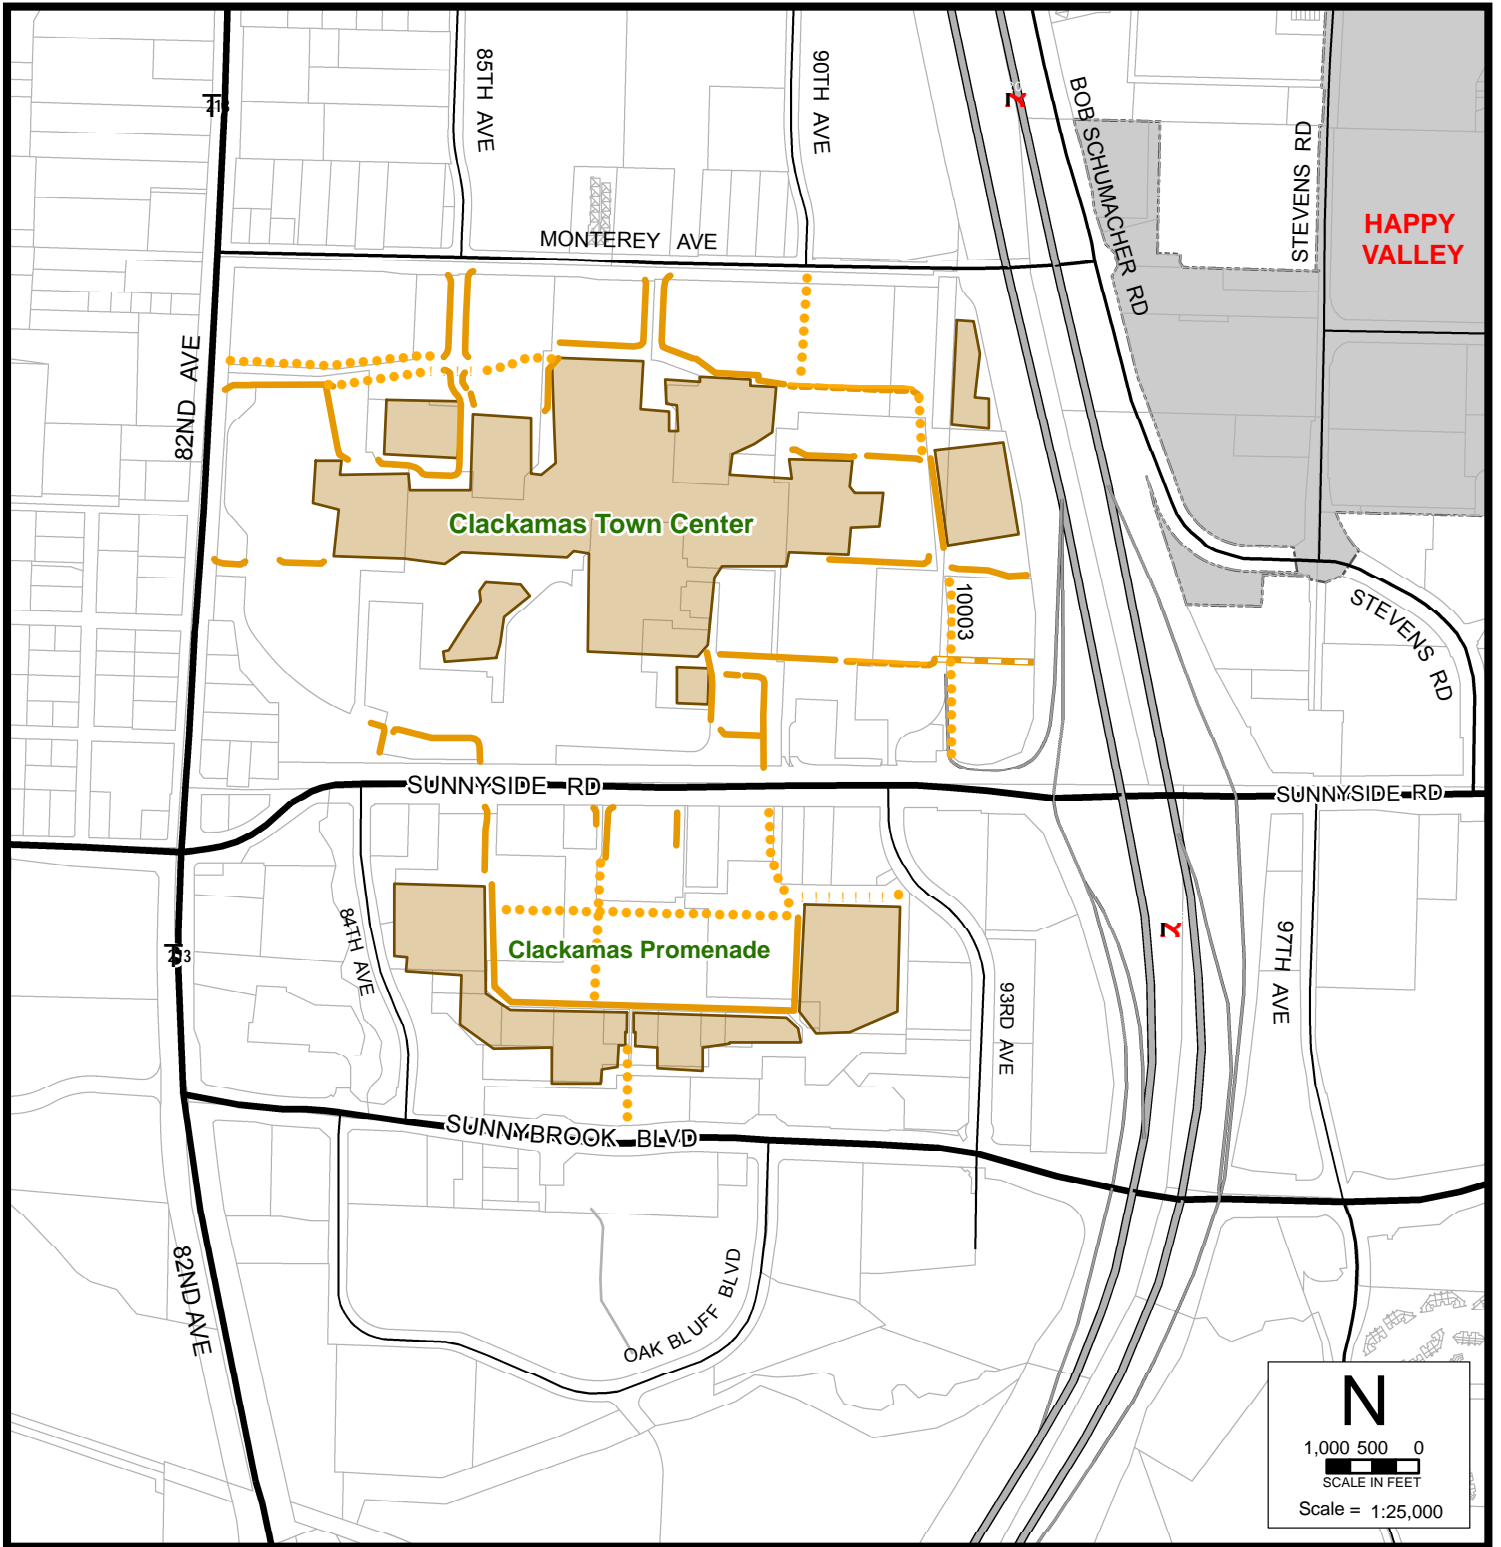 85TH AVE
90TH AVE
BOB SCHUMACHER RD
STEVENS RD
HAPPY
VALLEY
MONTEREY AVE
82ND AVE
Clackamas Town Center
10003
STEVENS RD
SUNNYSIDE RD
SUNNYSIDE RD
84TH AVE
Clackamas Promenade
93RD AVE
97TH AVE
SUNNYBROOK BLVD
82ND AVE
OAK BLUFF BLVD
N
1,000 500 0
SCALE IN FEET
Scale = 1:25,000